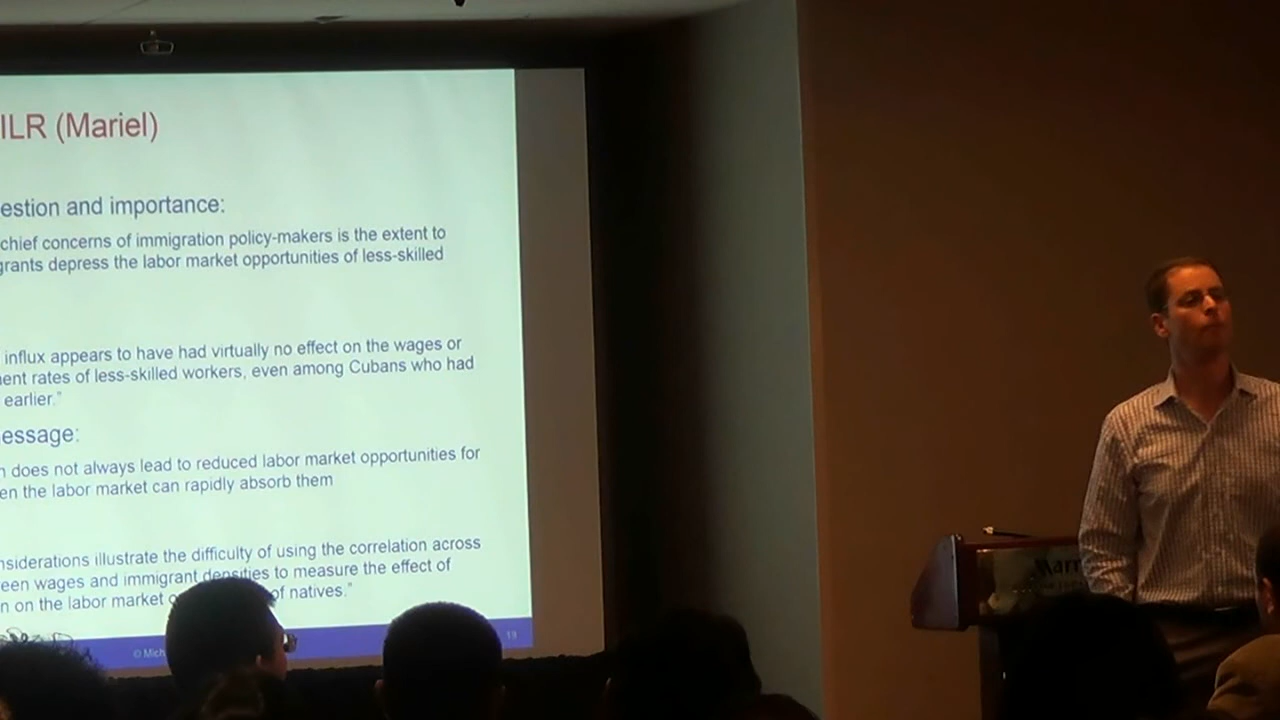 ILR (Mariel)
estion and importance:
chief concerns of immigration policy-makers is the extent to
grants depress the labor market opportunities of less-skilled
influx appears to have had virtually no effect on the wages or
ent rates of less-skilled workers, even among Cubans who had
earlier."
essage:
n does not always lead to reduced labor market opportunities for
en the labor market can rapidly absorb them
nsiderations illustrate the difficulty of using the correlation across
een wages and immigrant densities to measure the effect of
n on the labor market of natives."
© Mich
19
Marr